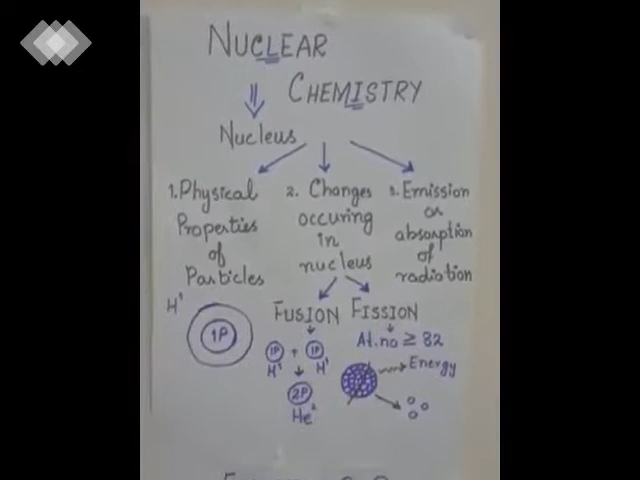 NUCLEAR
CHEMISTRY
Nucleus
1. Physical
Properties
of
Particles
2. Changes
occuring
in
nucleus
3. Emission
or
absorption
of
radiation
H¹
1P
FUSION
1P + 1P
H¹ H¹
2P
He²
FISSION
At.no ≥ 82
Energy